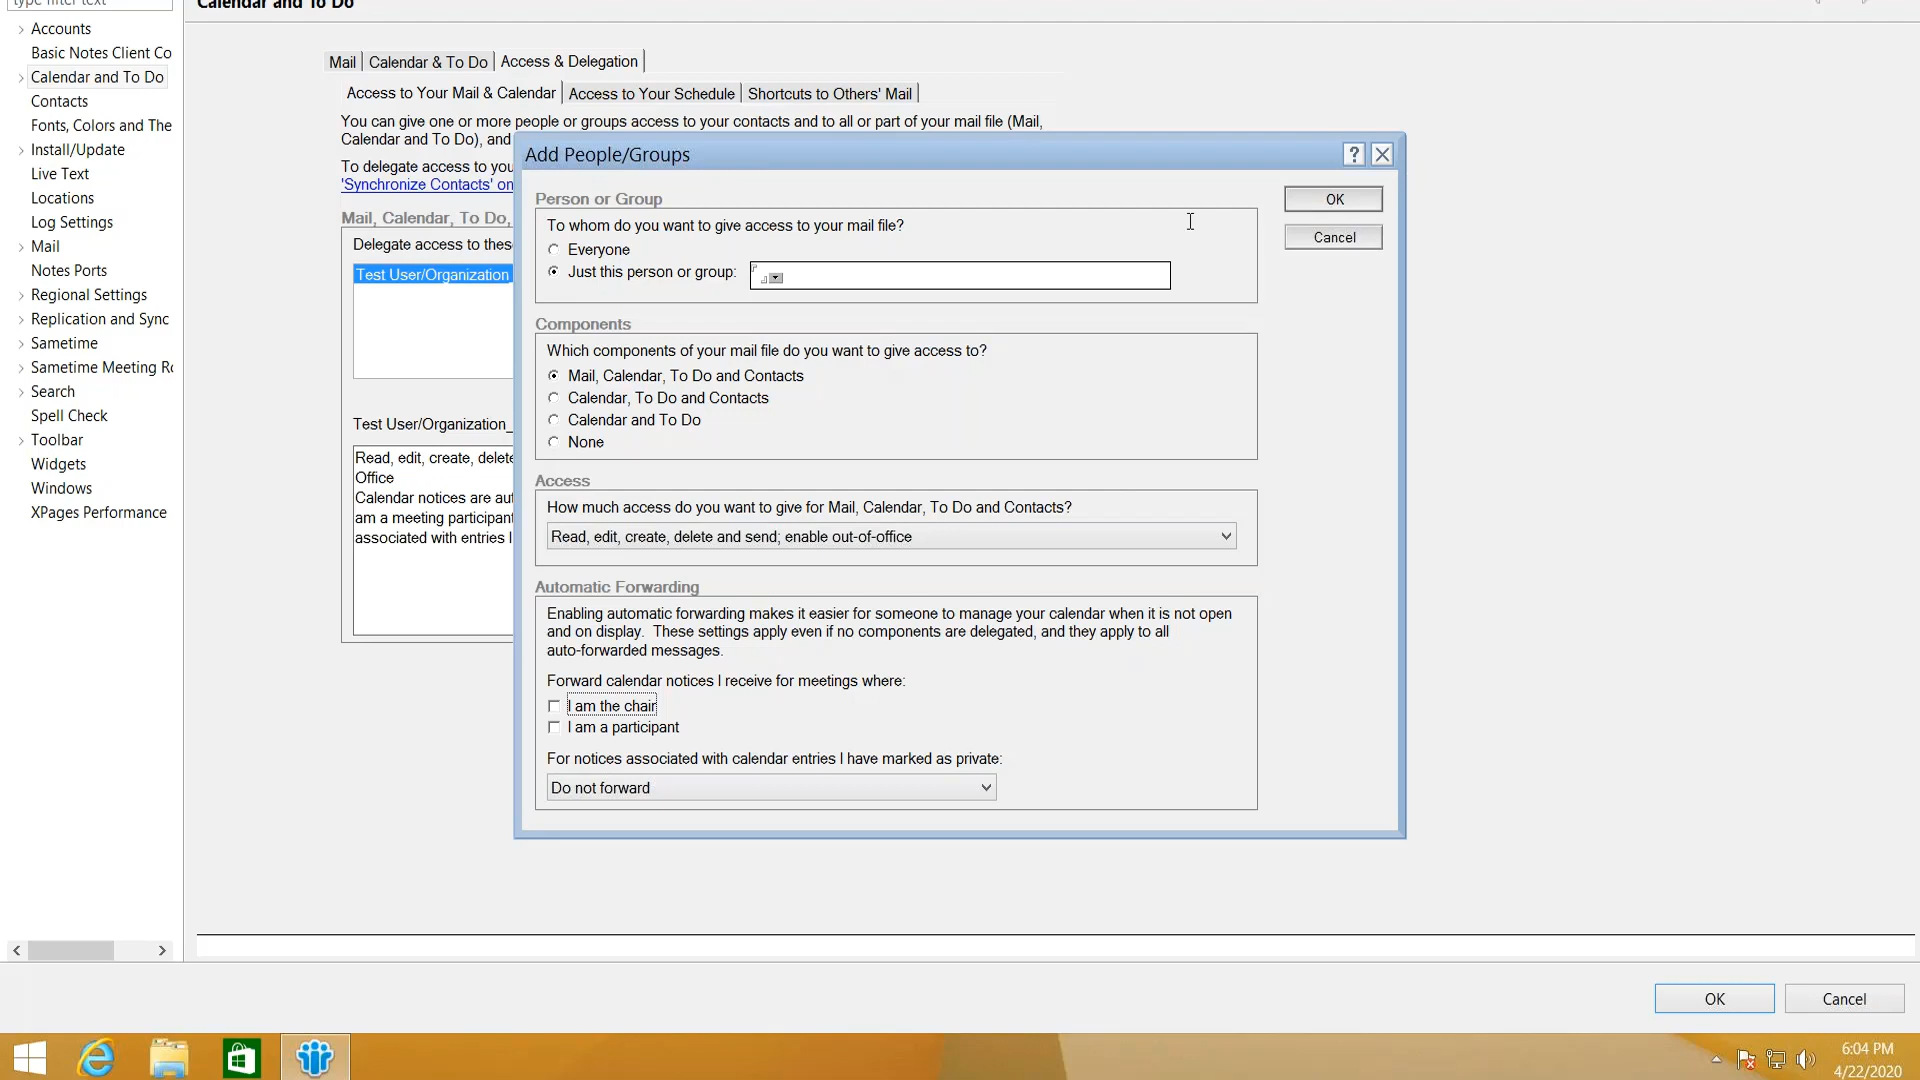 type filter text
Accounts
Basic Notes Client Co
Calendar and To Do
Contacts
Fonts, Colors and The
Install/Update
Live Text
Locations
Log Settings
Mail
Notes Ports
Regional Settings
Replication and Sync
Sametime
Sametime Meeting Ro
Search
Spell Check
Toolbar
Widgets
Windows
XPages Performance
Calendar and To Do
Mail Calendar & To Do Access & Delegation
Access to Your Mail & Calendar Access to Your Schedule Shortcuts to Others' Mail
You can give one or more people or groups access to your contacts and to all or part of your mail file (Mail,
Calendar and To Do), and
To delegate access to you
'Synchronize Contacts' on
Mail, Calendar, To Do,
Delegate access to these
Test User/Organization
Test User/Organization_
Read, edit, create, delete
Office
Calendar notices are aut
am a meeting participant
associated with entries I
Add People/Groups
?
OK
Cancel
Person or Group
To whom do you want to give access to your mail file?
Everyone
Just this person or group:
Components
Which components of your mail file do you want to give access to?
Mail, Calendar, To Do and Contacts
Calendar, To Do and Contacts
Calendar and To Do
None
Access
How much access do you want to give for Mail, Calendar, To Do and Contacts?
Read, edit, create, delete and send; enable out-of-office
Automatic Forwarding
Enabling automatic forwarding makes it easier for someone to manage your calendar when it is not open
and on display. These settings apply even if no components are delegated, and they apply to all
auto-forwarded messages.
Forward calendar notices I receive for meetings where:
I am the chair
I am a participant
For notices associated with calendar entries I have marked as private:
Do not forward
OK
Cancel
6:04 PM
4/22/2020